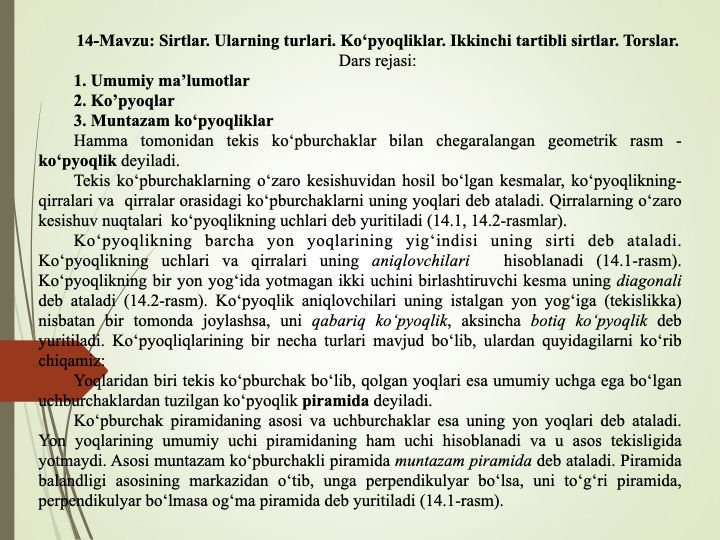 14-Mavzu: Sirtlar. Ularning turlari. Ko‘pyoqliklar. Ikkinchi tartibli sirtlar. Torslar.
Dars rejasi:
1. Umumiy ma’lumotlar
2. Ko’pyoqlar
3. Muntazam ko‘pyoqliklar
Hamma tomonidan tekis ko‘pburchaklar bilan chegaralangan geometrik rasm -
ko‘pyoqlik deyiladi.
Tekis ko‘pburchaklarning o‘zaro kesishuvidan hosil bo‘lgan kesmalar, ko‘pyoqlikning-
qirralari va qirralar orasidagi ko‘pburchaklarni uning yoqlari deb ataladi. Qirralarning o‘zaro
kesishuv nuqtalari ko‘pyoqlikning uchlari deb yuritiladi (14.1, 14.2-rasmlar).
Ko‘pyoqlikning barcha yon yoqlarining yig‘indisi uning sirti deb ataladi.
Ko‘pyoqlikning uchlari va qirralari uning aniqlovchilari hisoblanadi (14.1-rasm).
Ko‘pyoqlikning bir yon yog‘ida yotmagan ikki uchini birlashtiruvchi kesma uning diagonali
deb ataladi (14.2-rasm). Ko‘pyoqlik aniqlovchilari uning istalgan yon yog‘iga (tekislikka)
nisbatan bir tomonda joylashsa, uni qabariq ko‘pyoqlik, aksincha botiq ko‘pyoqlik deb
yuritiladi. Ko‘pyoqliqlarining bir necha turlari mavjud bo‘lib, ulardan quyidagilarni ko‘rib
chiqamiz:
Yoqlaridan biri tekis ko‘pburchak bo‘lib, qolgan yoqlari esa umumiy uchga ega bo‘lgan
uchburchaklardan tuzilgan ko‘pyoqlik piramida deyiladi.
Ko‘pburchak piramidaning asosi va uchburchaklar esa uning yon yoqlari deb ataladi.
Yon yoqlarining umumiy uchi piramidaning ham uchi hisoblanadi va u asos tekisligida
yotmaydi. Asosi muntazam ko‘pburchakli piramida muntazam piramida deb ataladi. Piramida
balandligi asosining markazidan o‘tib, unga perpendikulyar bo‘lsa, uni to‘g‘ri piramida,
perpendikulyar bo‘lmasa og‘ma piramida deb yuritiladi (14.1-rasm).